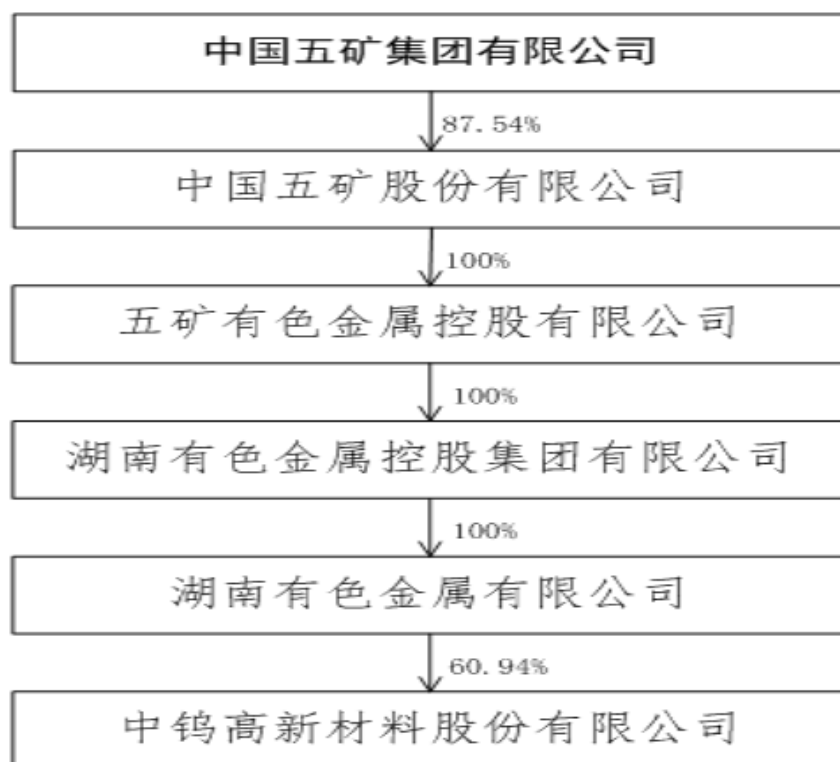 中国五矿集团有限公司
87.54%
中国五矿股份有限公司
100%
五矿有色金属控股有限公司
100%
湖南有色金属控股集团有限公司
100%
湖南有色金属有限公司
60.94%
中钨高新材料股份有限公司